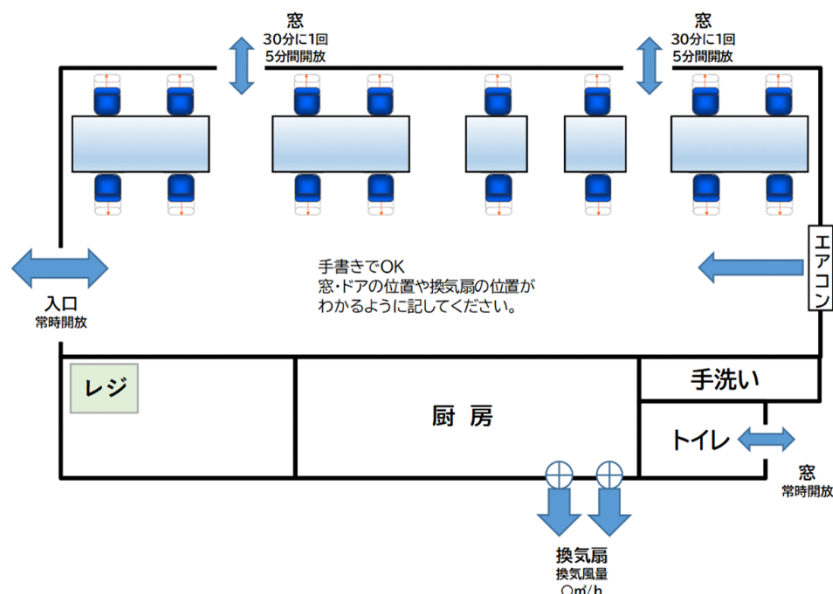 窓
30分に1回
5分間開放
窓
30分に1回
5分間開放
エアコン
手書きでOK
窓・ドアの位置や換気扇の位置が
わかるように記してください。
入口
常時開放
レジ
厨房
手洗い
トイレ
窓
常時開放
換気扇
換気風量
○㎥/h